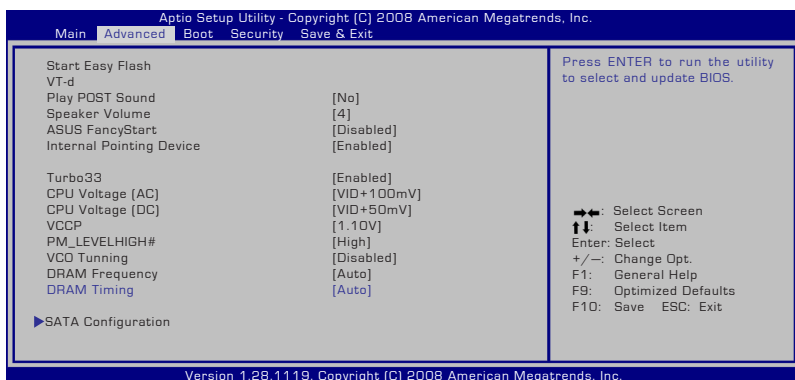 Aptio Setup Utility - Copyright (C) 2008 American Megatrends, Inc.
Main Advanced Boot Security Save & Exit
Start Easy Flash
VT-d
Play POST Sound [No]
Speaker Volume [4]
ASUS FancyStart [Disabled]
Internal Pointing Device [Enabled]
Turbo33 [Enabled]
CPU Voltage (AC) [VID+100mV]
CPU Voltage (DC) [VID+50mV]
VCCP [1.10V]
PM_LEVELHIGH# [High]
VCO Tunning [Disabled]
DRAM Frequency [Auto]
DRAM Timing [Auto]
SATA Configuration
Press ENTER to run the utility
to select and update BIOS.
→←: Select Screen
↑↓: Select Item
Enter: Select
+/—: Change Opt.
F1: General Help
F9: Optimized Defaults
F10: Save ESC: Exit
Version 1.28.1119. Copyright (C) 2008 American Megatrends, Inc.